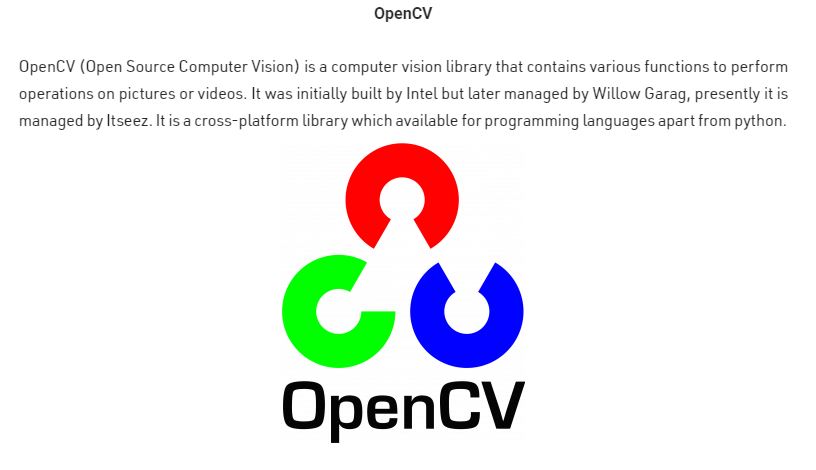 OpenCV
OpenCV (Open Source Computer Vision) is a computer vision library that contains various functions to perform
operations on pictures or videos. It was initially built by Intel but later managed by Willow Garag, presently it is
managed by Itseez. It is a cross-platform library which available for programming languages apart from python.
OpenCV